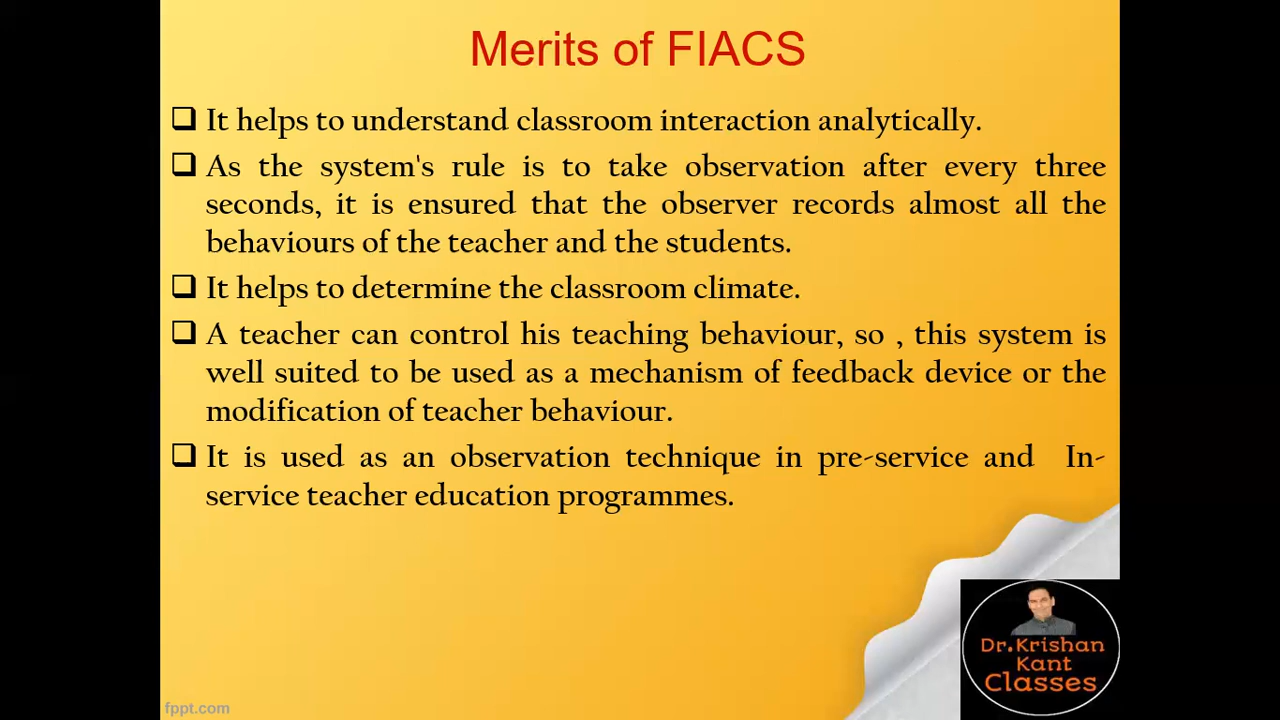 Merits of FIACS
❑ It helps to understand classroom interaction analytically.
❑ As the system's rule is to take observation after every three
seconds, it is ensured that the observer records almost all the
behaviours of the teacher and the students.
❑ It helps to determine the classroom climate.
❑ A teacher can control his teaching behaviour, so , this system is
well suited to be used as a mechanism of feedback device or the
modification of teacher behaviour.
❑ It is used as an observation technique in pre-service and In-
service teacher education programmes.
Dr.Krishan
Kant
Classes
fppt.com